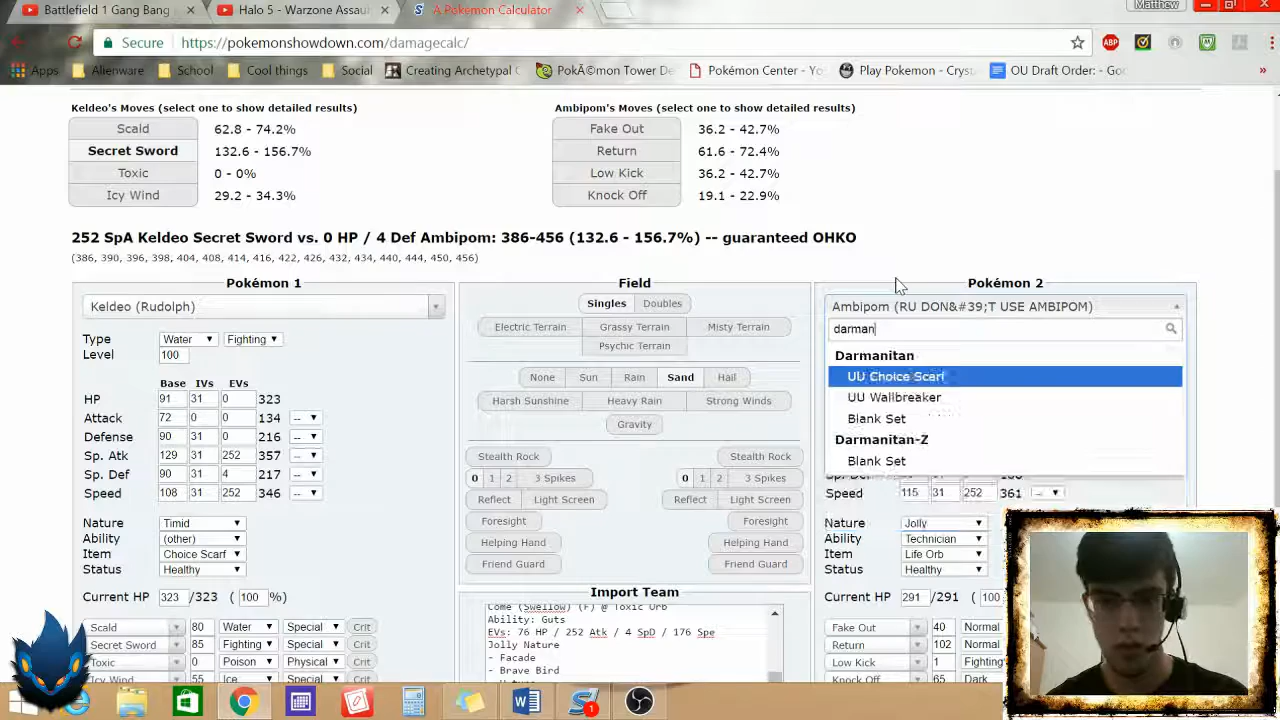 Battlefield 1 Gang Bang × Halo 5 - Warzone Assau × A Pokemon Calculator × Matthew
Secure https://pokemonshowdown.com/damagecalc/
Apps Alienware School Cool things Social Creating Archetypal C PokÃ©mon Tower De Pokémon Center - Yo Play Pokemon - Cryst OU Draft Order: - Goo »
Keldeo's Moves (select one to show detailed results) Ambipom's Moves (select one to show detailed results)
Scald 62.8 - 74.2% Fake Out 36.2 - 42.7%
Secret Sword 132.6 - 156.7% Return 61.6 - 72.4%
Toxic 0 - 0% Low Kick 36.2 - 42.7%
Icy Wind 29.2 - 34.3% Knock Off 19.1 - 22.9%
252 SpA Keldeo Secret Sword vs. 0 HP / 4 Def Ambipom: 386-456 (132.6 - 156.7%) -- guaranteed OHKO
(386, 390, 396, 398, 404, 408, 414, 416, 422, 426, 432, 434, 440, 444, 450, 456)
Pokémon 1 Field Pokémon 2
Keldeo (Rudolph) Singles Doubles Ambipom (RU DON&#39;T USE AMBIPOM)
Electric Terrain Grassy Terrain Misty Terrain darman
Type Water Fighting Psychic Terrain Darmanitan
Level 100 None Sun Rain Sand Hail UU Choice Scarf
Base IVs EVs Harsh Sunshine Heavy Rain Strong Winds UU Wallbreaker
HP 91 31 0 323 Gravity Blank Set
Attack 72 31 0 134 -- Darmanitan-Z
Defense 90 31 0 216 -- Stealth Rock Stealth Rock Blank Set
Sp. Atk 129 31 252 357 --
Sp. Def 90 31 4 217 -- 0 1 2 3 Spikes 0 1 2 3 Spikes
Speed 108 31 252 346 -- Reflect Light Screen Reflect Light Screen Speed 115 31 252 361 --
Nature Timid Foresight Foresight Nature Jolly
Ability (other) Helping Hand Helping Hand Ability Technician
Item Choice Scarf Friend Guard Friend Guard Item Life Orb
Status Healthy Status Healthy
Current HP 323 /323 ( 100 %) Import Team Current HP 291 /291 ( 100
Come (Swellow) (F) @ Toxic Orb
Ability: Guts
Scald 80 Water Special Crit EVs: 76 HP / 252 Atk / 4 SpD / 176 Spe Fake Out 40 Normal
Secret Sword 85 Fighting Special Crit Jolly Nature Return 102 Normal
Toxic 0 Poison Physical Crit - Facade Low Kick 1 Fighting
Icy Wind 55 Ice Special Crit - Brave Bird Knock Off 65 Dark
1